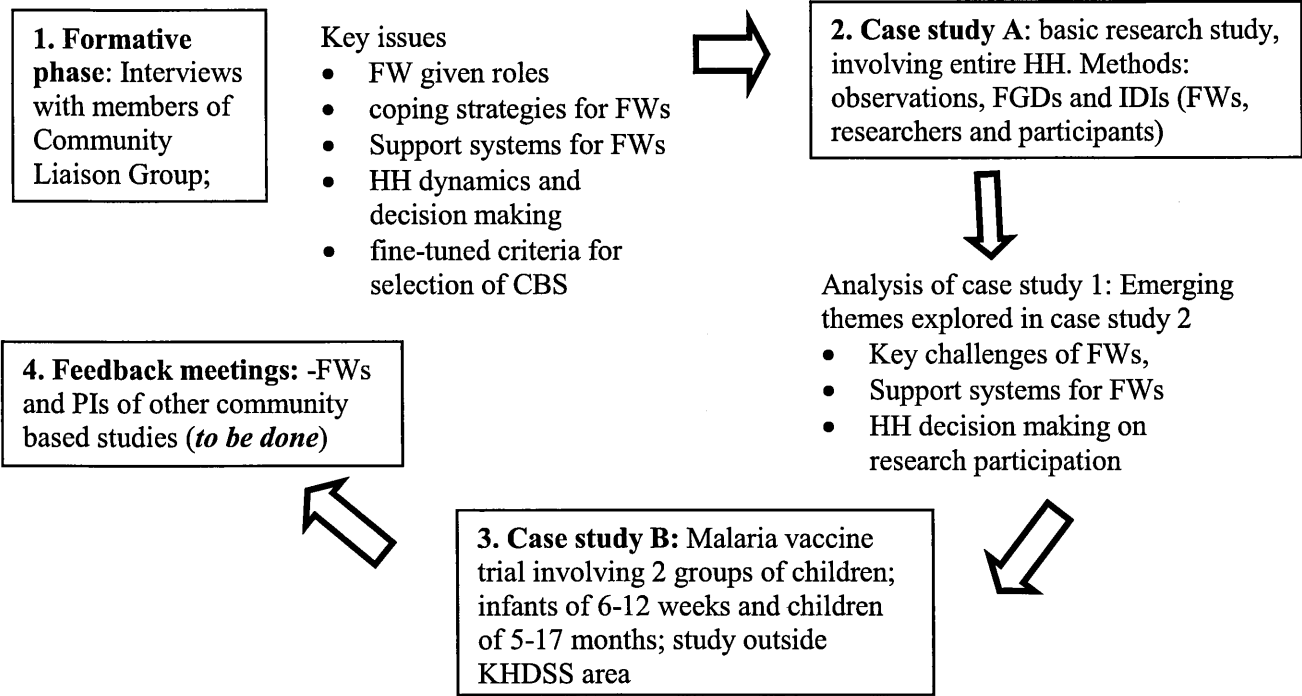 1. Formative
phase: Interviews
with members of
Community
Liaison Group;
Key issues
• FW given roles
• coping strategies for FWs
• Support systems for FWs
• HH dynamics and
decision making
• fine-tuned criteria for
selection of CBS
2. Case study A: basic research study,
involving entire HH. Methods:
observations, FGDs and IDIs (FWs,
researchers and participants)
Analysis of case study 1: Emerging
themes explored in case study 2
• Key challenges of FWs,
• Support systems for FWs
• HH decision making on
research participation
3. Case study B: Malaria vaccine
trial involving 2 groups of children;
infants of 6-12 weeks and children
of 5-17 months; study outside
KHDSS area
4. Feedback meetings: -FWs
and PIs of other community
based studies (to be done)